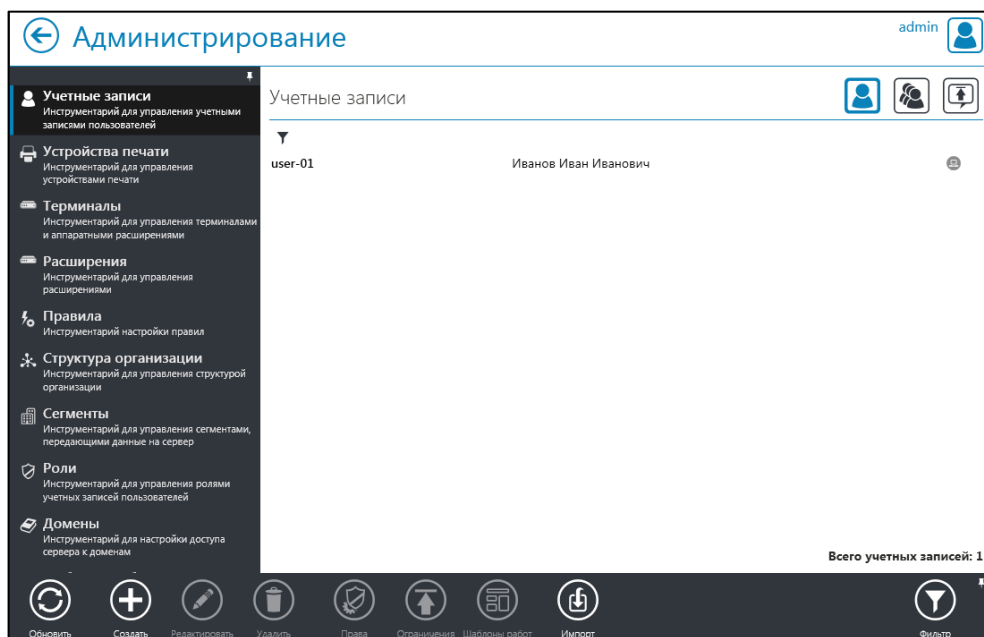 Администрирование
admin
Учетные записи
Инструментарий для управления учетными
записями пользователей
Устройства печати
Инструментарий для управления
устройствами печати
Терминалы
Инструментарий для управления терминалами
и аппаратными расширениями
Расширения
Инструментарий для управления
расширениями
Правила
Инструментарий настройки правил
Структура организации
Инструментарий для управления структурой
организации
Сегменты
Инструментарий для управления сегментами,
передающими данные на сервер
Роли
Инструментарий для управления ролями
учетных записей пользователей
Домены
Инструментарий для настройки доступа
сервера к доменам
Учетные записи
user-01 Иванов Иван Иванович
Всего учетных записей: 1
Обновить Создать Редактировать Удалить Права Ограничения Шаблоны работ Импорт Фильтр